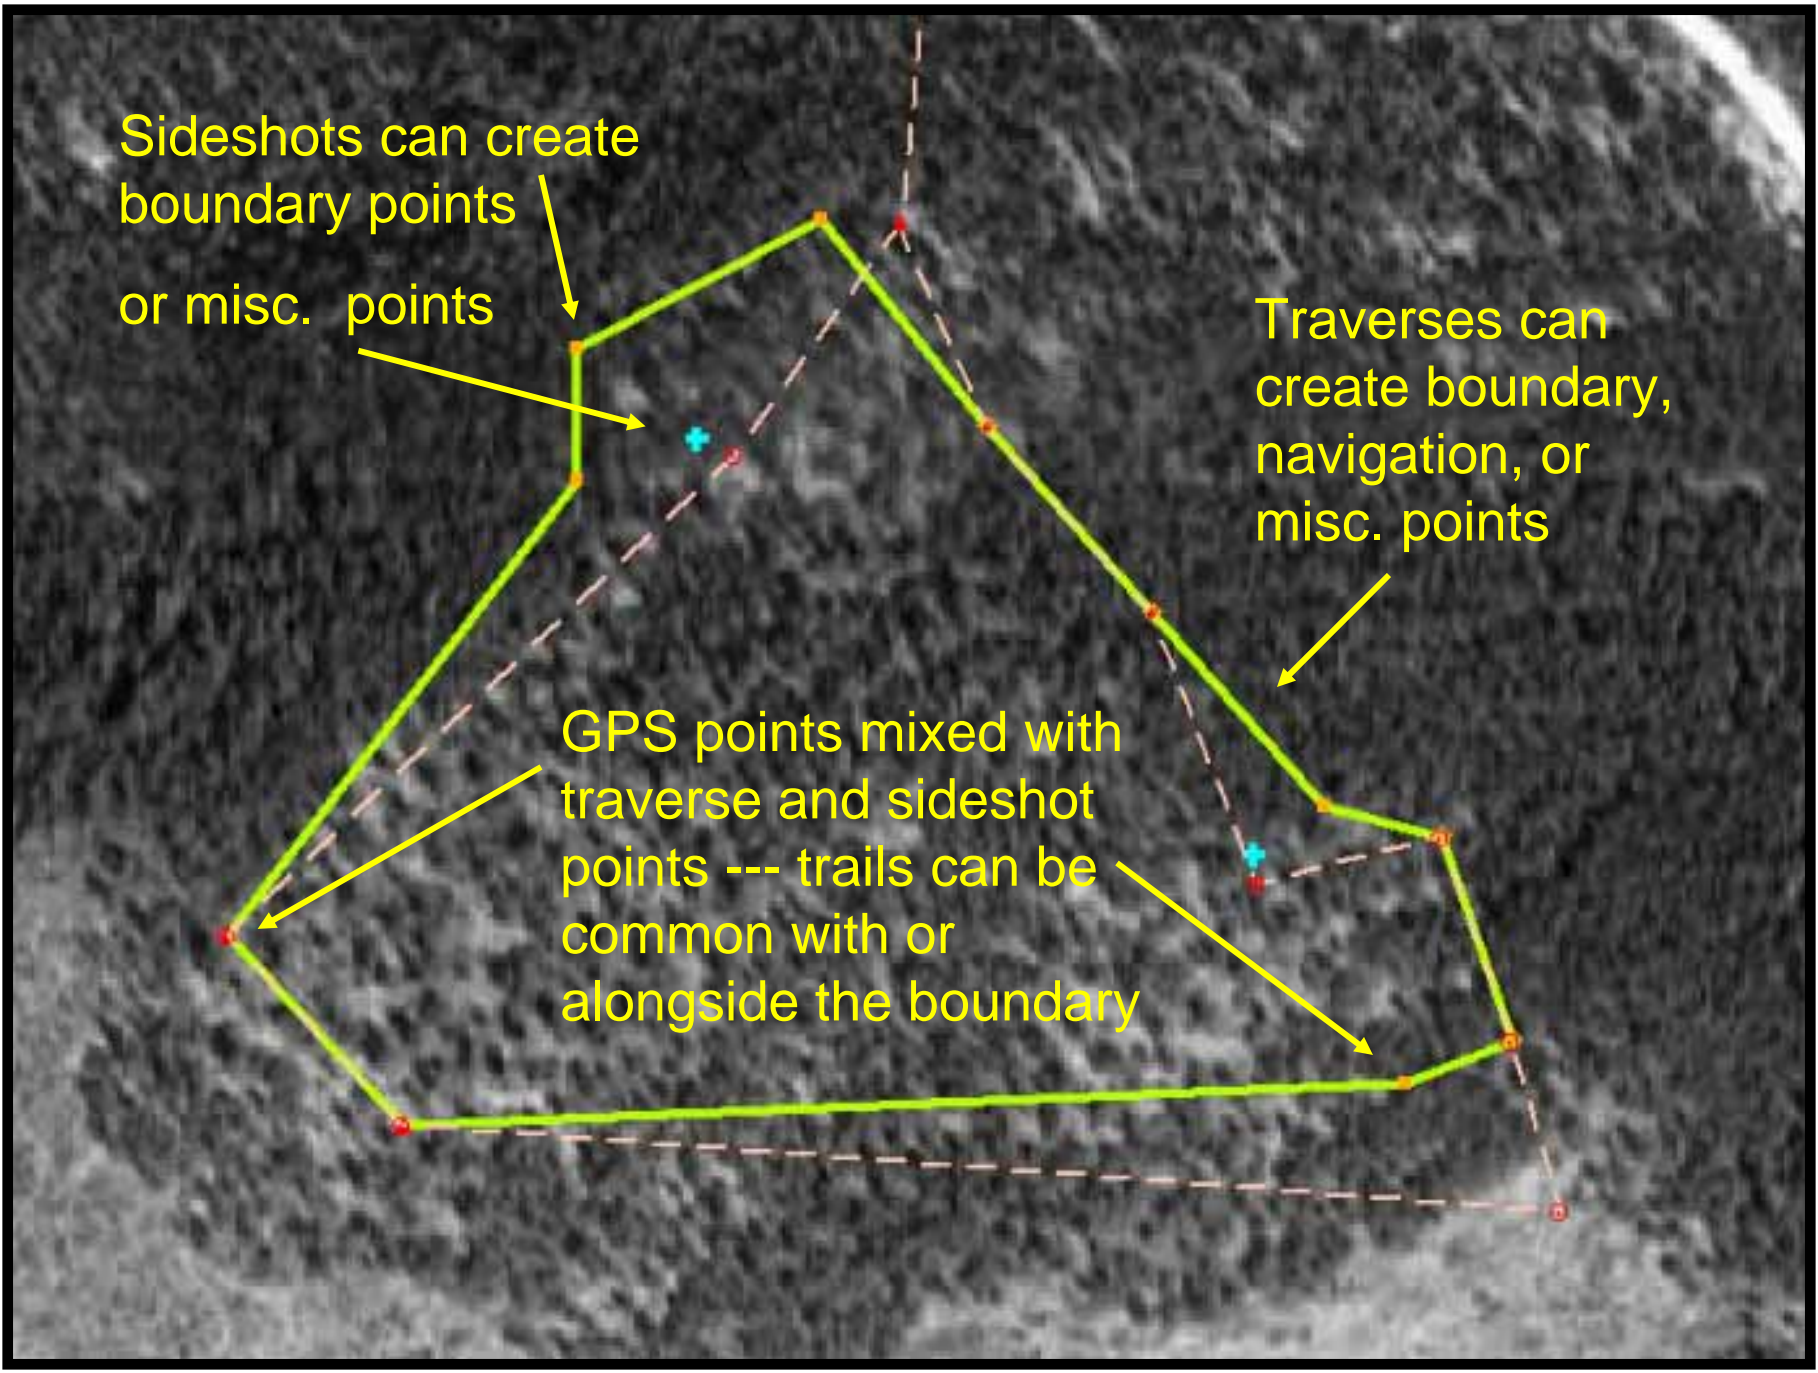 Sideshots can create
boundary points
or misc.  points
Traverses can
create boundary,
navigation, or
misc. points
GPS points mixed with
traverse and sideshot
points --- trails can be
common with or
alongside the boundary